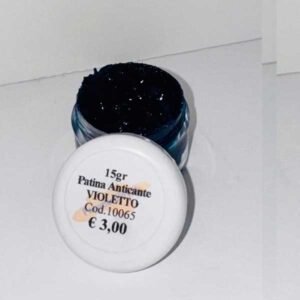 15gr
Patina Anticante
VIOLETTO
Cod.10065
€ 3,00